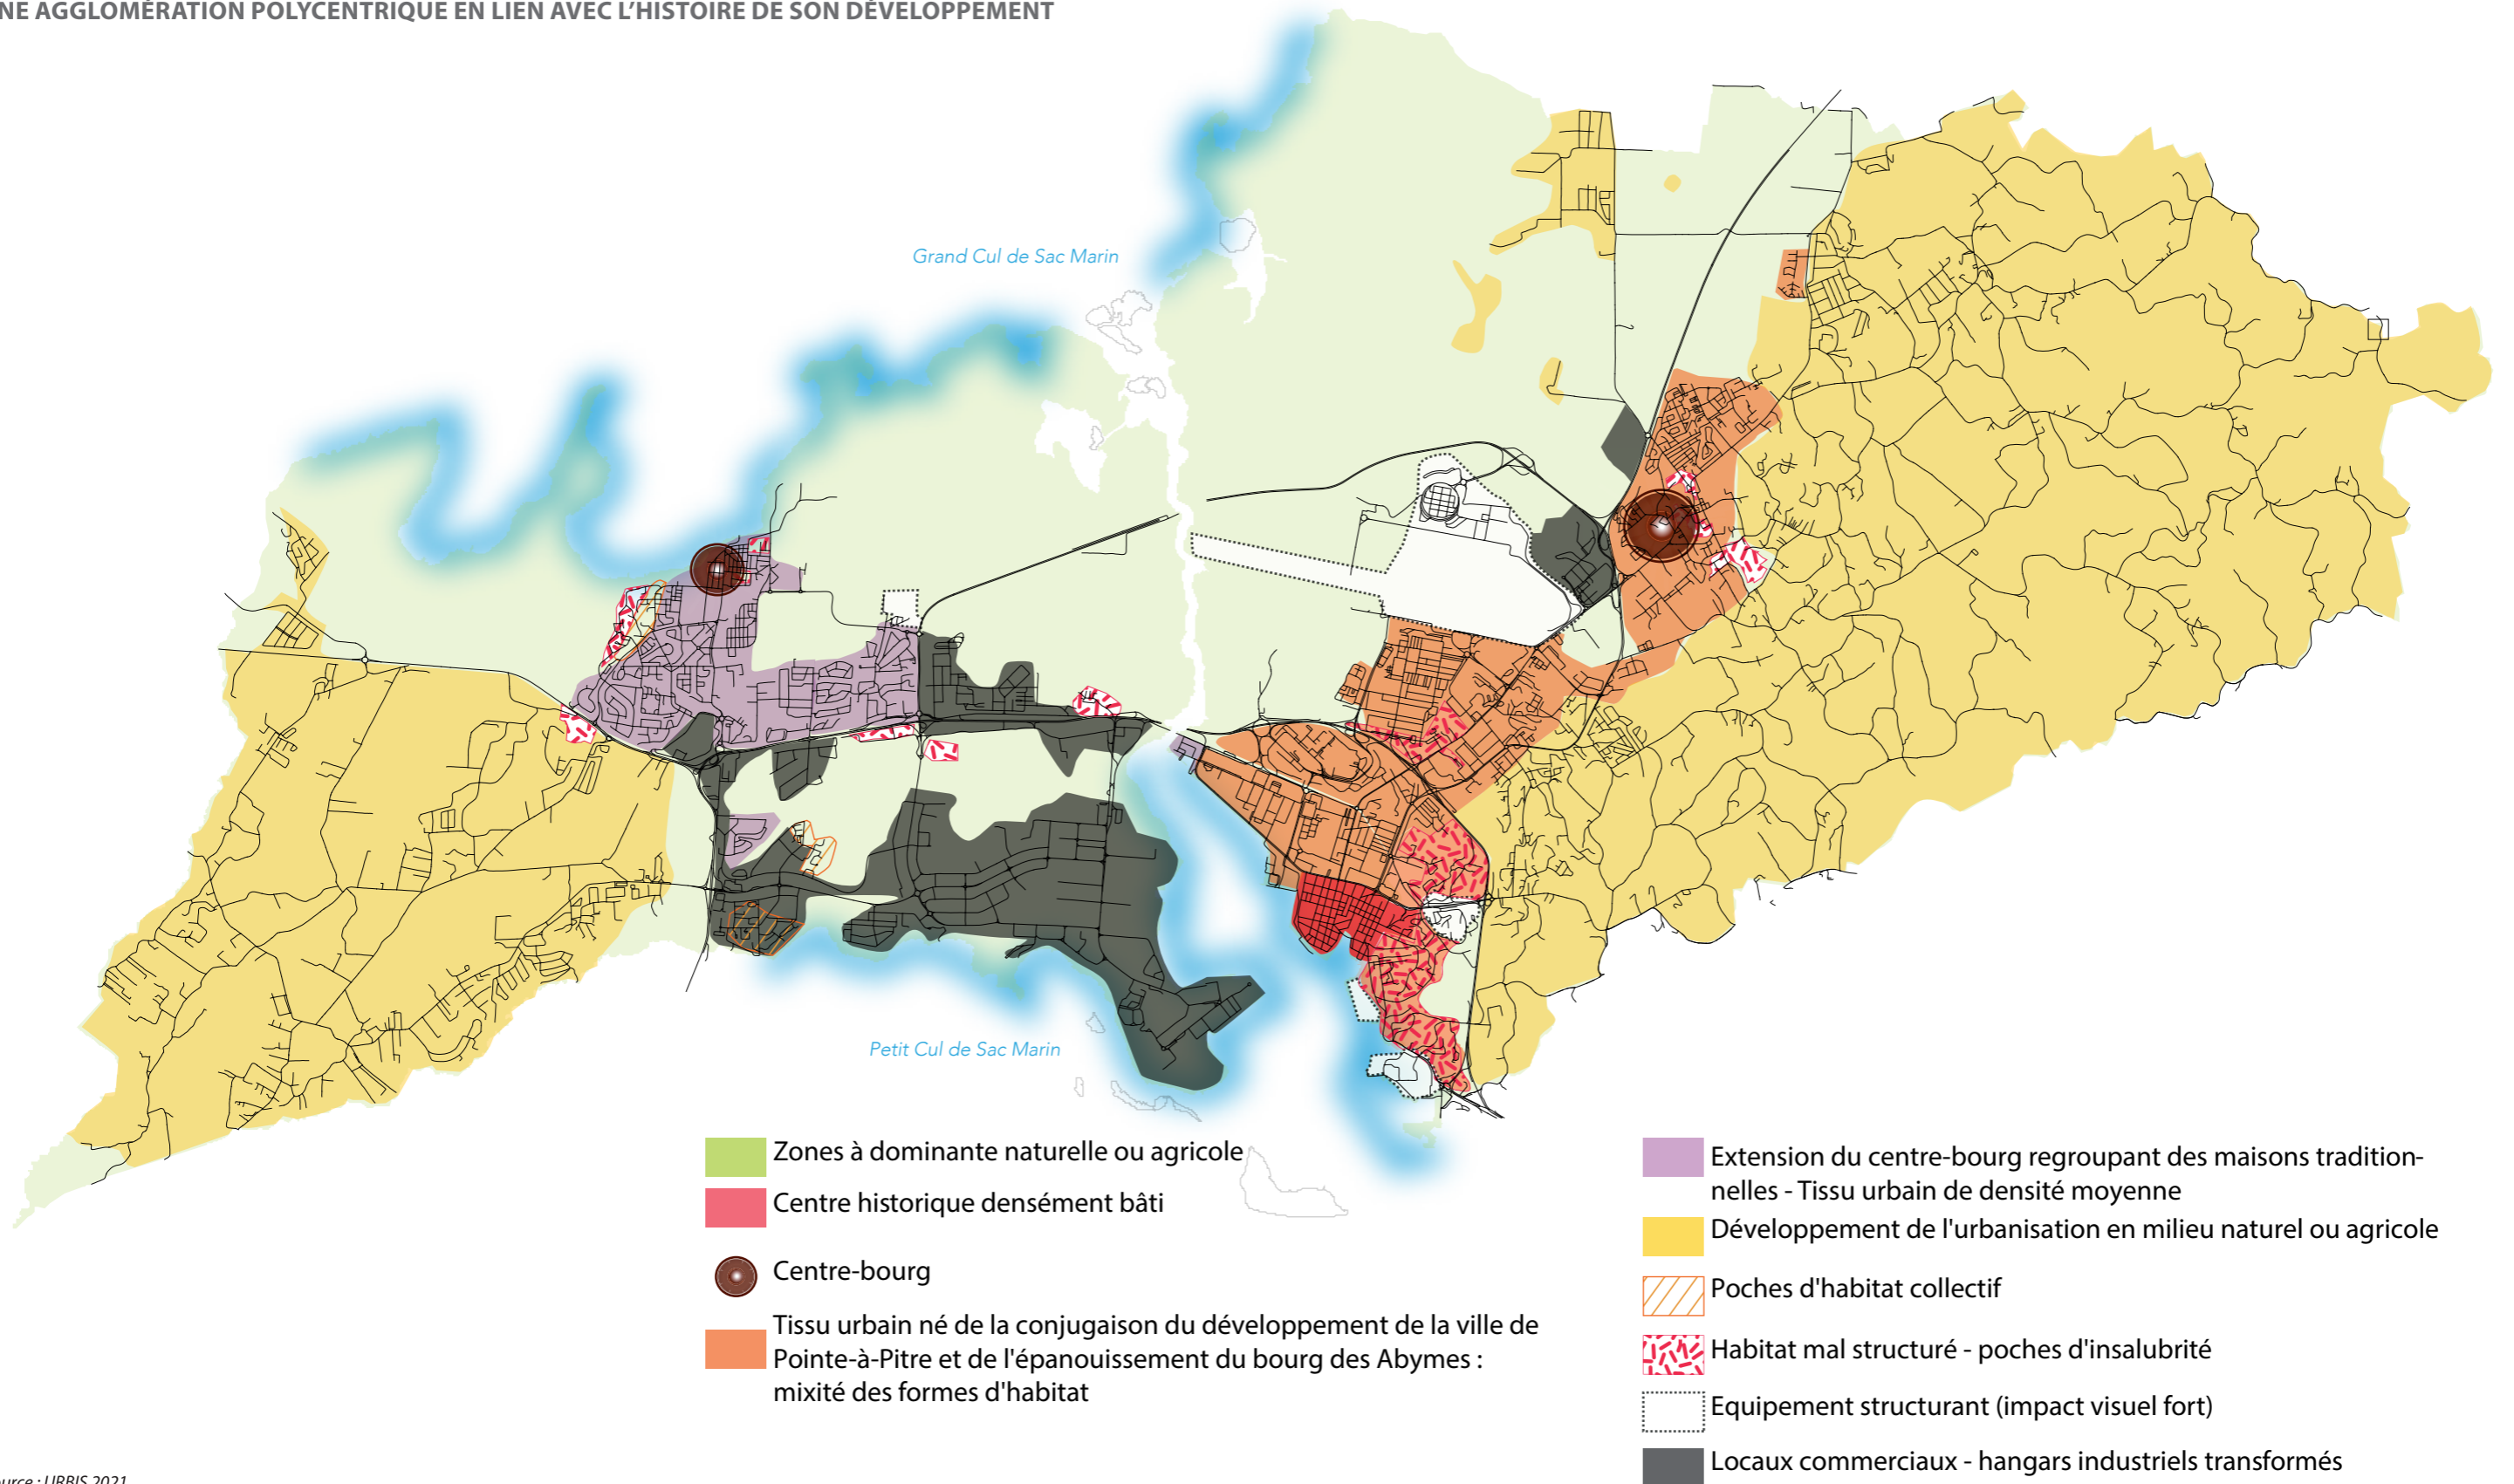 NE AGGLOMÉRATION POLYCENTRIQUE EN LIEN AVEC L'HISTOIRE DE SON DÉVELOPPEMENT
Grand Cul de Sac Marin
Petit Cul de Sac Marin
Zones à dominante naturelle ou agricole
Centre historique densément bâti
Centre-bourg
Tissu urbain né de la conjugaison du développement de la ville de
Pointe-à-Pitre et de l'épanouissement du bourg des Abymes :
mixité des formes d'habitat
Extension du centre-bourg regroupant des maisons tradition-
nelles - Tissu urbain de densité moyenne
Développement de l'urbanisation en milieu naturel ou agricole
Poches d'habitat collectif
Habitat mal structuré - poches d'insalubrité
Equipement structurant (impact visuel fort)
Locaux commerciaux - hangars industriels transformés
ource : URBIS 2021